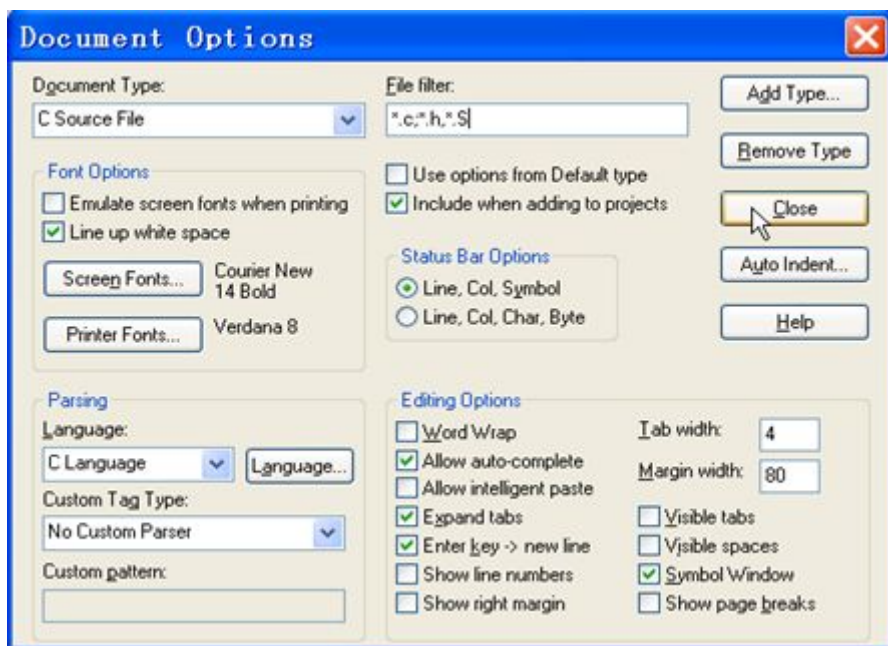 Document Options
Document Type:
C Source File
File filter:
*.c;*.h,*.S
Add Type...
Remove Type
Close
Auto Indent...
Help
Font Options
Emulate screen fonts when printing
Line up white space
Screen Fonts...
Courier New
14 Bold
Printer Fonts...
Verdana 8
Use options from Default type
Include when adding to projects
Status Bar Options
Line, Col, Symbol
Line, Col, Char, Byte
Parsing
Language:
C Language
Language...
Custom Tag Type:
No Custom Parser
Custom pattern:
Editing Options
Word Wrap
Allow auto-complete
Allow intelligent paste
Expand tabs
Enter key -> new line
Show line numbers
Show right margin
Tab width:
4
Margin width:
80
Visible tabs
Visible spaces
Symbol Window
Show page breaks